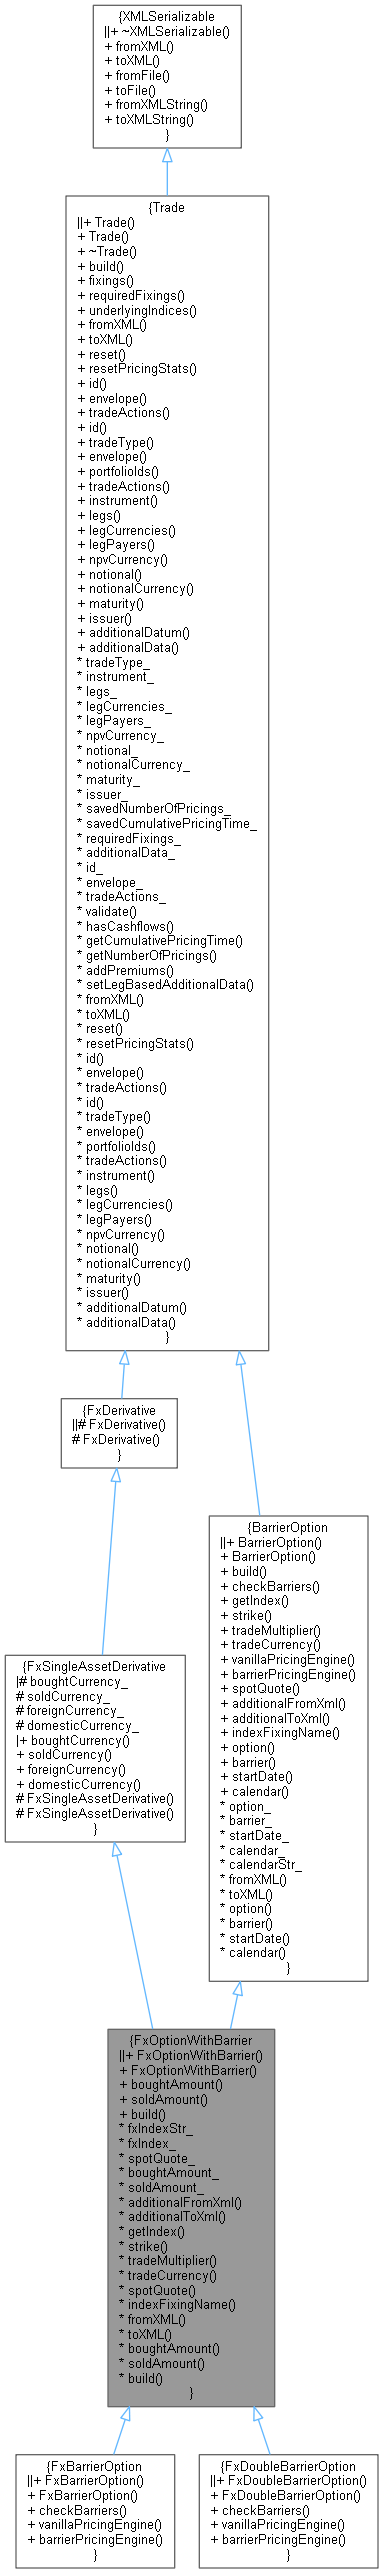 {XMLSerializable
||+ ~XMLSerializable()
+ fromXML()
+ toXML()
+ fromFile()
+ toFile()
+ fromXMLString()
+ toXMLString()
}
{Trade
||+ Trade()
+ Trade()
+ ~Trade()
+ build()
+ fixings()
+ requiredFixings()
+ underlyingIndices()
+ fromXML()
+ toXML()
+ reset()
+ resetPricingStats()
+ id()
+ envelope()
+ tradeActions()
+ id()
+ tradeType()
+ envelope()
+ portfolioIds()
+ tradeActions()
+ instrument()
+ legs()
+ legCurrencies()
+ legPayers()
+ npvCurrency()
+ notional()
+ notionalCurrency()
+ maturity()
+ issuer()
+ additionalDatum()
+ additionalData()
* tradeType_
* instrument_
* legs_
* legCurrencies_
* legPayers_
* npvCurrency_
* notional_
* notionalCurrency_
* maturity_
* issuer_
* savedNumberOfPricings_
* savedCumulativePricingTime_
* requiredFixings_
* additionalData_
* id_
* envelope_
* tradeActions_
* validate()
* hasCashflows()
* getCumulativePricingTime()
* getNumberOfPricings()
* addPremiums()
* setLegBasedAdditionalData()
* fromXML()
* toXML()
* reset()
* resetPricingStats()
* id()
* envelope()
* tradeActions()
* id()
* tradeType()
* envelope()
* portfolioIds()
* tradeActions()
* instrument()
* legs()
* legCurrencies()
* legPayers()
* npvCurrency()
* notional()
* notionalCurrency()
* maturity()
* issuer()
* additionalDatum()
* additionalData()
}
{FxDerivative
||# FxDerivative()
# FxDerivative()
}
{BarrierOption
||+ BarrierOption()
+ BarrierOption()
+ build()
+ checkBarriers()
+ getIndex()
+ strike()
+ tradeMultiplier()
+ tradeCurrency()
+ vanillaPricingEngine()
+ barrierPricingEngine()
+ spotQuote()
+ additionalFromXml()
+ additionalToXml()
+ indexFixingName()
+ option()
+ barrier()
+ startDate()
+ calendar()
* option_
* barrier_
* startDate_
* calendar_
* calendarStr_
* fromXML()
* toXML()
* option()
* barrier()
* startDate()
* calendar()
}
{FxSingleAssetDerivative
|# boughtCurrency_
# soldCurrency_
# foreignCurrency_
# domesticCurrency_
|+ boughtCurrency()
+ soldCurrency()
+ foreignCurrency()
+ domesticCurrency()
# FxSingleAssetDerivative()
# FxSingleAssetDerivative()
}
{FxOptionWithBarrier
||+ FxOptionWithBarrier()
+ FxOptionWithBarrier()
+ boughtAmount()
+ soldAmount()
+ build()
* fxIndexStr_
* fxIndex_
* spotQuote_
* boughtAmount_
* soldAmount_
* additionalFromXml()
* additionalToXml()
* getIndex()
* strike()
* tradeMultiplier()
* tradeCurrency()
* spotQuote()
* indexFixingName()
* fromXML()
* toXML()
* boughtAmount()
* soldAmount()
* build()
}
{FxBarrierOption
||+ FxBarrierOption()
+ FxBarrierOption()
+ checkBarriers()
+ vanillaPricingEngine()
+ barrierPricingEngine()
}
{FxDoubleBarrierOption
||+ FxDoubleBarrierOption()
+ FxDoubleBarrierOption()
+ checkBarriers()
+ vanillaPricingEngine()
+ barrierPricingEngine()
}